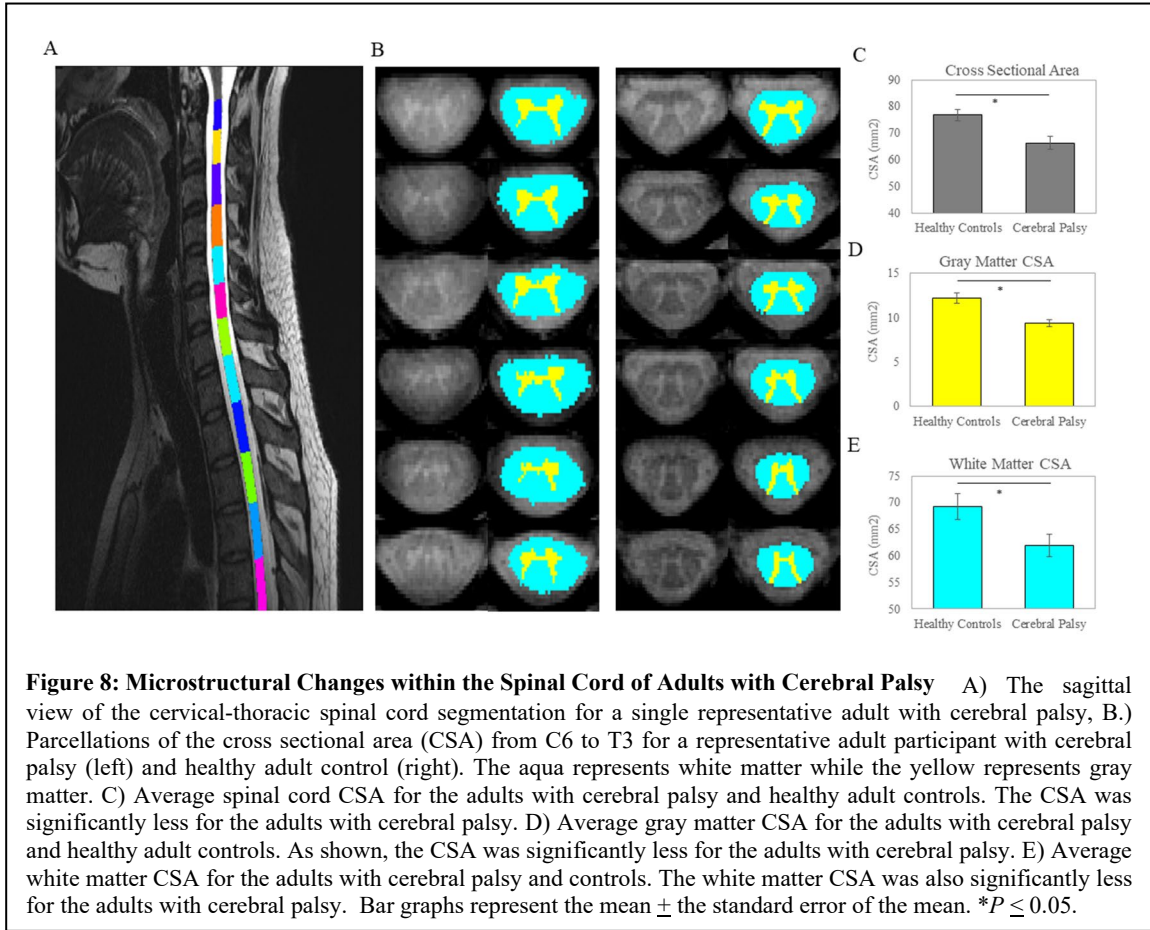 A
B
C
Cross Sectional Area
90
80
70
60
50
40
CSA (mm2)
*
Healthy Controls
Cerebral Palsy
D
Gray Matter CSA
15
10
5
0
CSA (mm2)
*
Healthy Controls
Cerebral Palsy
E
White Matter CSA
75
70
65
60
55
50
CSA (mm2)
*
Healthy Controls
Cerebral Palsy
Figure 8: Microstructural Changes within the Spinal Cord of Adults with Cerebral Palsy A) The sagittal
view of the cervical-thoracic spinal cord segmentation for a single representative adult with cerebral palsy, B.)
Parcellations of the cross sectional area (CSA) from C6 to T3 for a representative adult participant with cerebral
palsy (left) and healthy adult control (right). The aqua represents white matter while the yellow represents gray
matter. C) Average spinal cord CSA for the adults with cerebral palsy and healthy adult controls. The CSA was
significantly less for the adults with cerebral palsy. D) Average gray matter CSA for the adults with cerebral palsy
and healthy adult controls. As shown, the CSA was significantly less for the adults with cerebral palsy. E) Average
white matter CSA for the adults with cerebral palsy and controls. The white matter CSA was also significantly less
for the adults with cerebral palsy. Bar graphs represent the mean ± the standard error of the mean. *P ≤ 0.05.